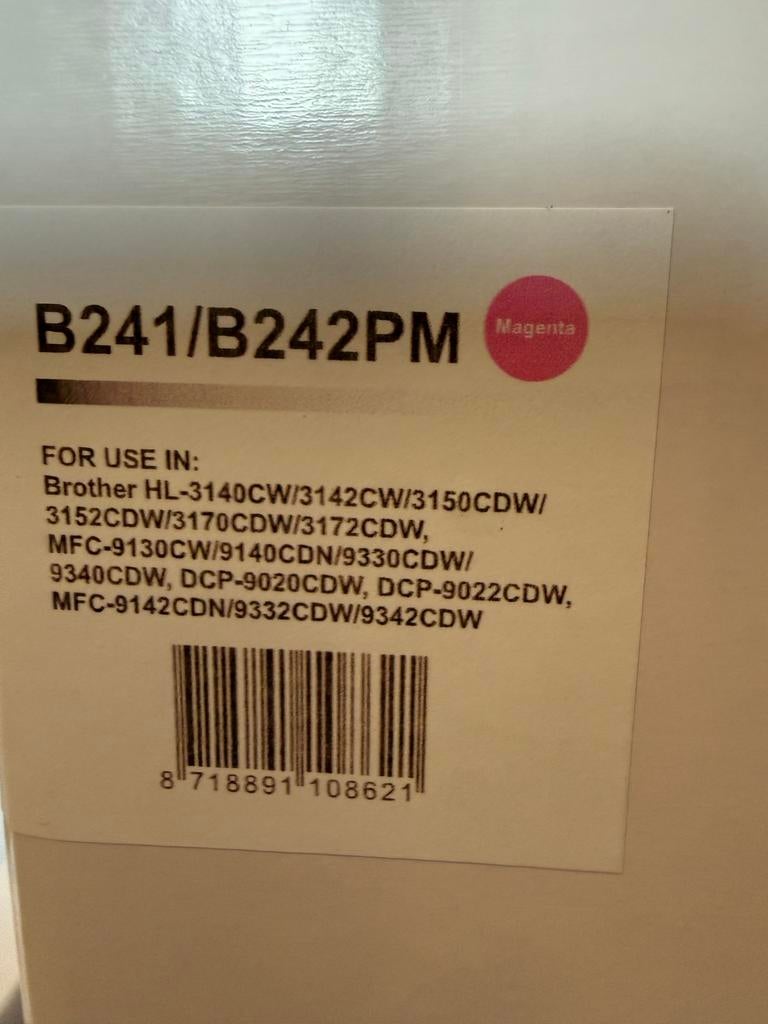 B241/B242PM
Magenta
FOR USE IN:
Brother HL-3140CW/3142CW/3150CDW/
3152CDW/3170CDW/3172CDW,
MFC-9130CW/9140CDN/9330CDW/
9340CDW, DCP-9020CDW, DCP-9022CDW,
MFC-9142CDN/9332CDW/9342CDW
8 718891 108621